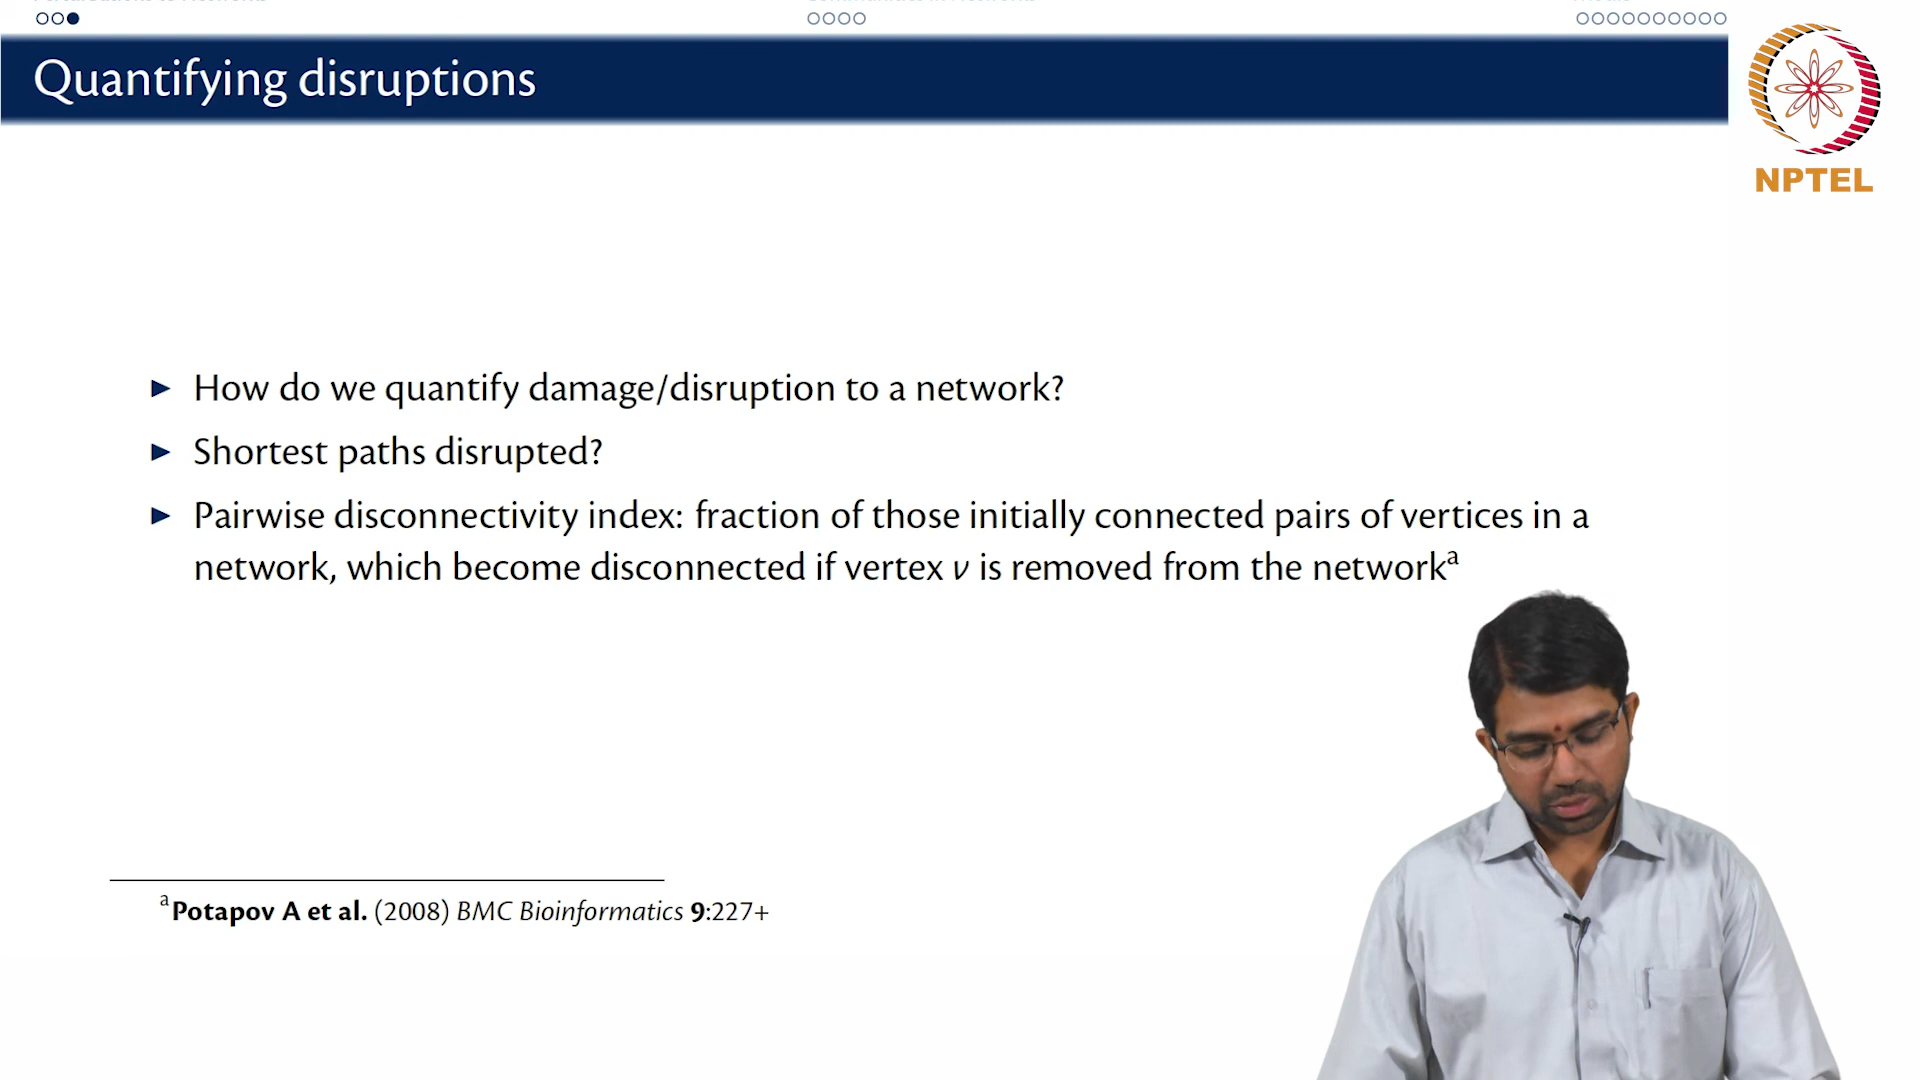 Quantifying disruptions
NPTEL
► How do we quantify damage/disruption to a network?
► Shortest paths disrupted?
► Pairwise disconnectivity index: fraction of those initially connected pairs of vertices in a
network, which become disconnected if vertex v is removed from the networkᵃ
ᵃPotapov A et al. (2008) BMC Bioinformatics 9:227+